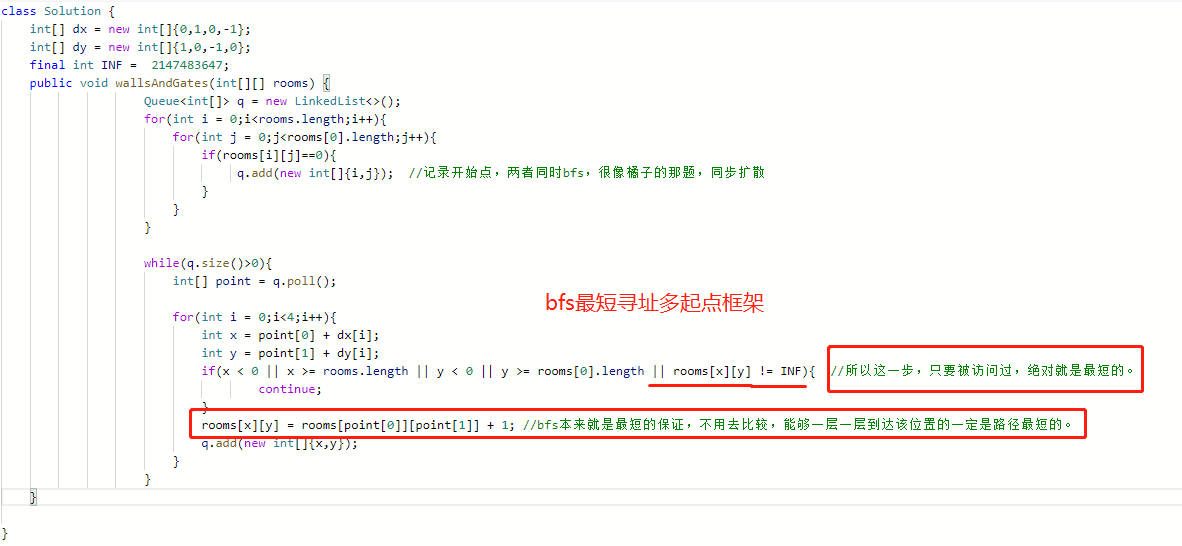 class Solution {
int[] dx = new int[]{0,1,0,-1};
int[] dy = new int[]{1,0,-1,0};
final int INF =  2147483647;
public void wallsAndGates(int[][] rooms) {
Queue<int[]> q = new LinkedList<>();
for(int i = 0;i<rooms.length;i++){
for(int j = 0;j<rooms[0].length;j++){
if(rooms[i][j]==0){
q.add(new int[]{i,j});  //记录开始点，两者同时bfs，很像橘子的那题，同步扩散
}
}
}
while(q.size()>0){
int[] point = q.poll();
bfs最短寻址多起点框架
for(int i = 0;i<4;i++){
int x = point[0] + dx[i];
int y = point[1] + dy[i];
if(x < 0 || x >= rooms.length || y < 0 || y >= rooms[0].length || rooms[x][y] != INF){  //所以这一步，只要被访问过，绝对就是最短的。
continue;
}
rooms[x][y] = rooms[point[0]][point[1]] + 1; //bfs本来就是最短的保证，不用去比较，能够一层一层到达该位置的一定是路径最短的。
q.add(new int[]{x,y});
}
}
}
}